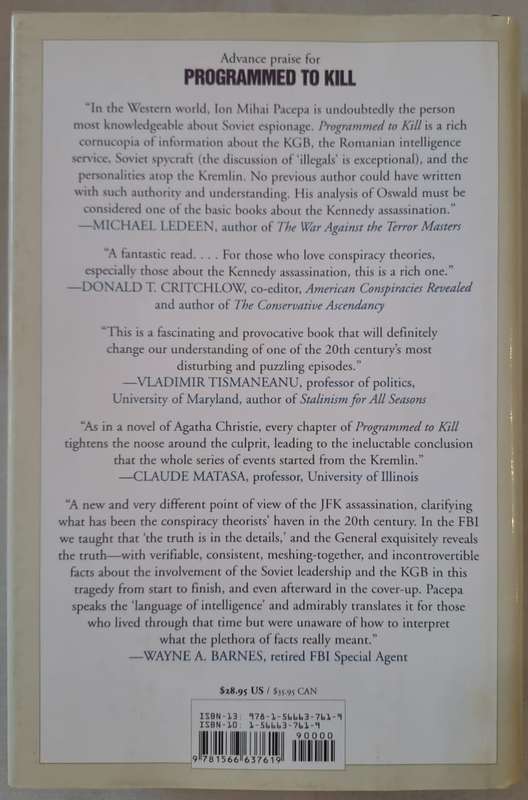 Advance praise for
PROGRAMMED TO KILL
“In the Western world, Ion Mihai Pacepa is undoubtedly the person
most knowledgeable about Soviet espionage. Programmed to Kill is a rich
cornucopia of information about the KGB, the Romanian intelligence
service, Soviet spycraft (the discussion of ‘illegals’ is exceptional), and the
personalities atop the Kremlin. No previous author could have written
with such authority and understanding. His analysis of Oswald must be
considered one of the basic books about the Kennedy assassination.”
—MICHAEL LEDEEN, author of The War Against the Terror Masters
“A fantastic read. . . . For those who love conspiracy theories,
especially those about the Kennedy assassination, this is a rich one.”
—DONALD T. CRITCHLOW, co-editor, American Conspiracies Revealed
and author of The Conservative Ascendancy
“This is a fascinating and provocative book that will definitely
change our understanding of one of the 20th century’s most
disturbing and puzzling episodes.”
—VLADIMIR TISMANEANU, professor of politics,
University of Maryland, author of Stalinism for All Seasons
“As in a novel of Agatha Christie, every chapter of Programmed to Kill
tightens the noose around the culprit, leading to the ineluctable conclusion
that the whole series of events started from the Kremlin.”
—CLAUDE MATASA, professor, University of Illinois
“A new and very different point of view of the JFK assassination, clarifying
what has been the conspiracy theorists’ haven in the 20th century. In the FBI
we taught that ‘the truth is in the details,’ and the General exquisitely reveals
the truth—with verifiable, consistent, meshing-together, and incontrovertible
facts about the involvement of the Soviet leadership and the KGB in this
tragedy from start to finish, and even afterward in the cover-up. Pacepa
speaks the ‘language of intelligence’ and admirably translates it for those
who lived through that time but were unaware of how to interpret
what the plethora of facts really meant.”
—WAYNE A. BARNES, retired FBI Special Agent
$28.95 US / $35.95 CAN
ISBN-13: 978-1-56663-761-9
ISBN-10: 1-56663-761-9
90000
9 781566 637619